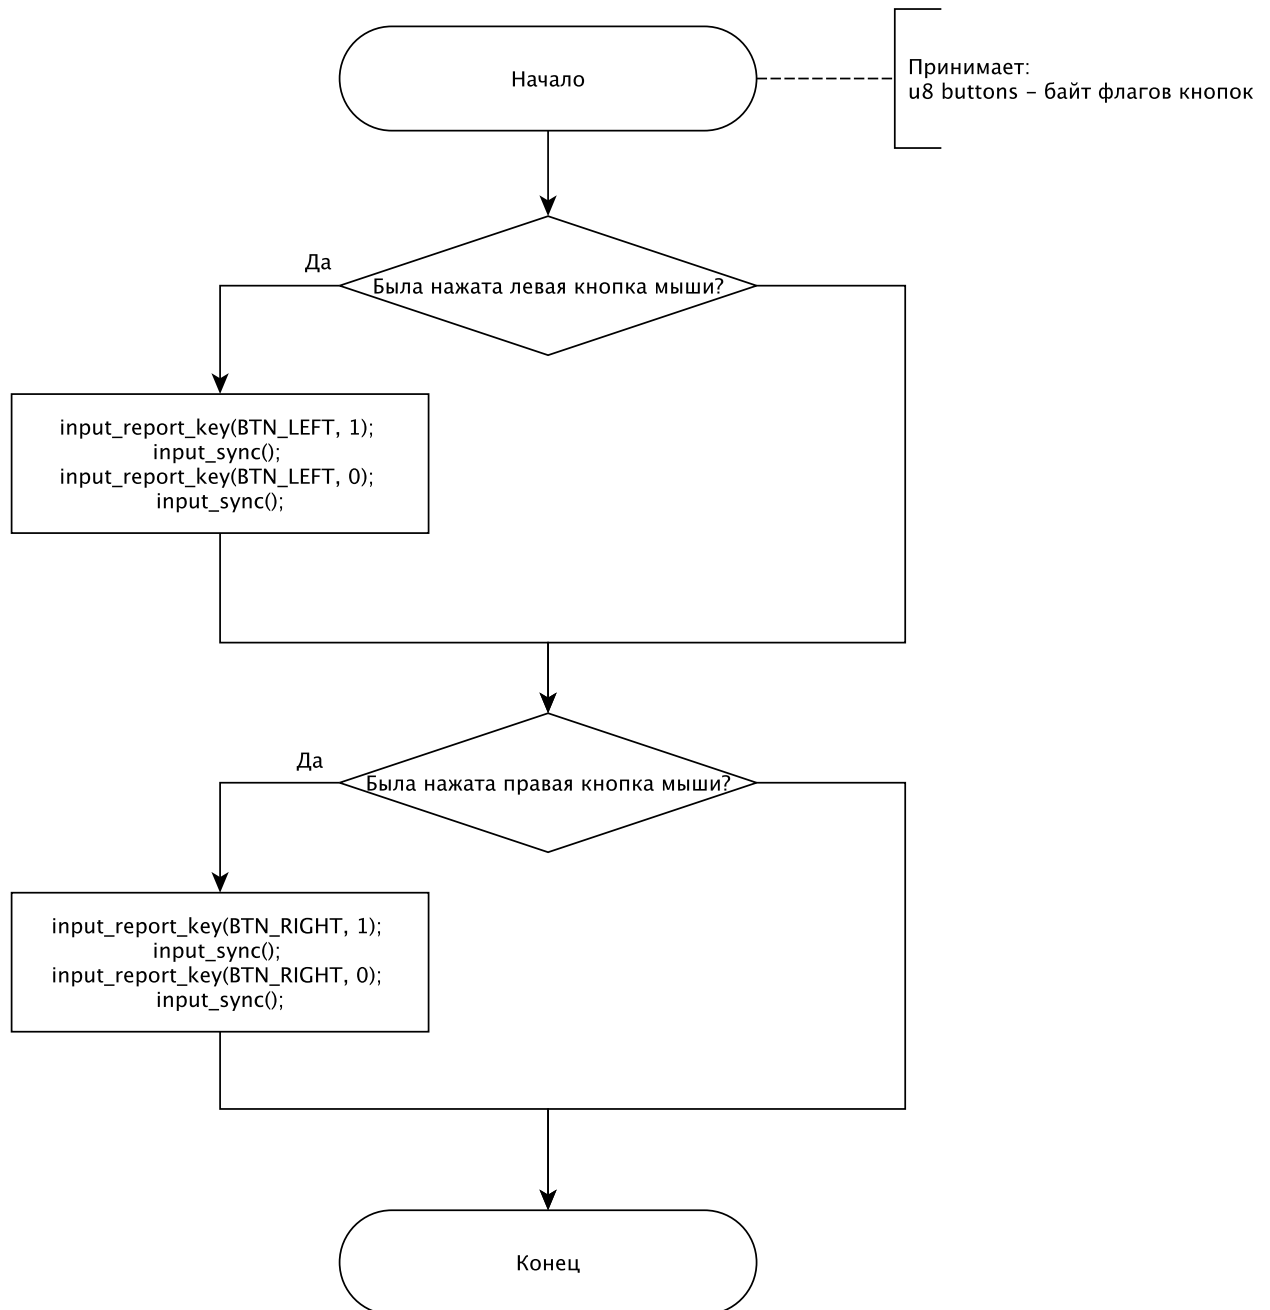 Начало
Принимает:
u8 buttons – байт флагов кнопок
Да
Была нажата левая кнопка мыши?
input_report_key(BTN_LEFT, 1);
input_sync();
input_report_key(BTN_LEFT, 0);
input_sync();
Да
Была нажата правая кнопка мыши?
input_report_key(BTN_RIGHT, 1);
input_sync();
input_report_key(BTN_RIGHT, 0);
input_sync();
Конец